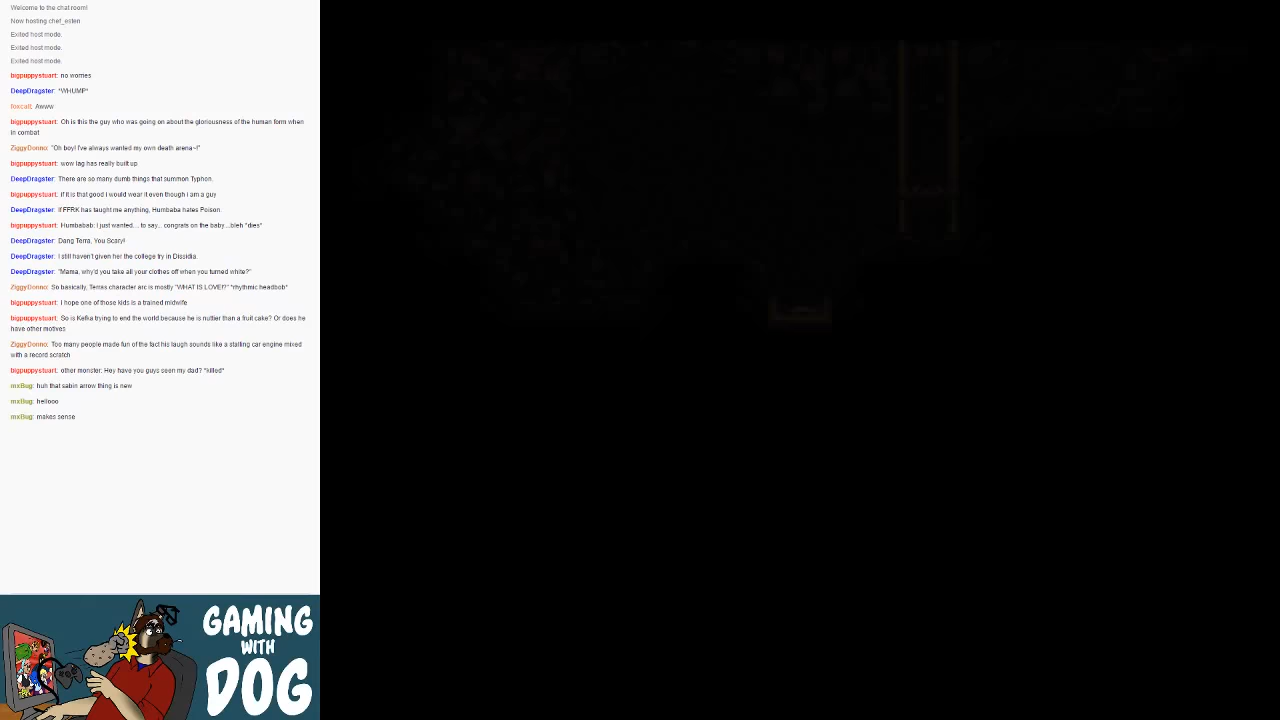 Welcome to the chat room!
Now hosting chef_esten
Exited host mode.
Exited host mode.
Exited host mode.
bigpuppystuart: no worries
DeepDragster: *WHUMP*
foxcall: Awww
bigpuppystuart: Oh is this the guy who was going on about the gloriousness of the human form when
in combat
ZiggyDonno: "Oh boy! I've always wanted my own death arena~!"
bigpuppystuart: wow lag has really built up
DeepDragster: There are so many dumb things that summon Typhon.
bigpuppystuart: if it is that good i would wear it even though i am a guy
DeepDragster: If FFRK has taught me anything, Humbaba hates Poison.
bigpuppystuart: Humbabab: I just wanted.... to say... congrats on the baby...bleh *dies*
DeepDragster: Dang Terra, You Scary!
DeepDragster: I still haven't given her the college try in Dissidia.
DeepDragster: "Mama, why'd you take all your clothes off when you turned white?"
ZiggyDonno: So basically, Terras character arc is mostly "WHAT IS LOVE!?" *rhythmic headbob*
bigpuppystuart: I hope one of those kids is a trained midwife
bigpuppystuart: So is Kefka trying to end the world because he is nuttier than a fruit cake? Or does he
have other motives
ZiggyDonno: Too many people made fun of the fact his laugh sounds like a stalling car engine mixed
with a record scratch
bigpuppystuart: other monster: Hey have you guys seen my dad? *killed*
mxBug: huh that sabin arrow thing is new
mxBug: hellooo
mxBug: makes sense
GAMING
WITH
DOG